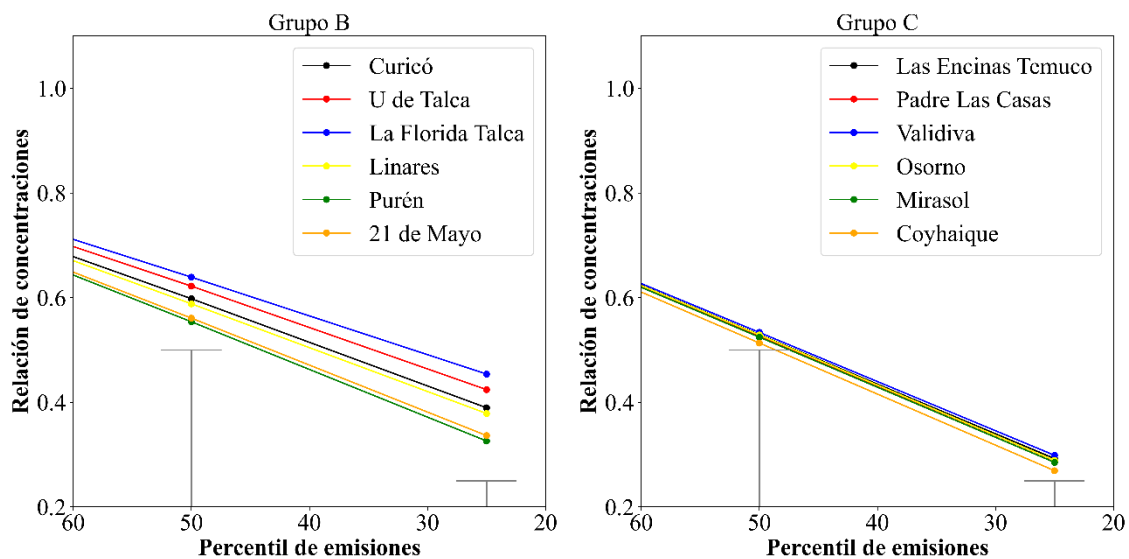 Grupo B
Relación de concentraciones
1.0
0.8
0.6
0.4
0.2
Curicó
U de Talca
La Florida Talca
Linares
Purén
21 de Mayo
60
50
40
30
20
Percentil de emisiones
Grupo C
Relación de concentraciones
1.0
0.8
0.6
0.4
0.2
Las Encinas Temuco
Padre Las Casas
Validiva
Osorno
Mirasol
Coyhaique
60
50
40
30
20
Percentil de emisiones